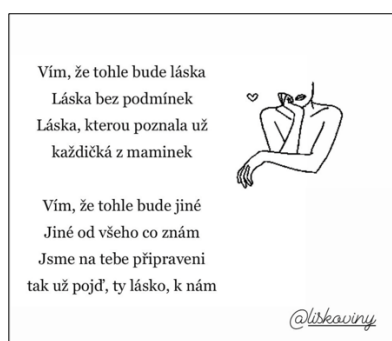 Vím, že tohle bude láska
Láska bez podmínek
Láska, kterou poznala už
každičká z maminek
Vím, že tohle bude jiné
Jiné od všeho co znám
Jsme na tebe připraveni
tak už pojď, ty lásko, k nám
@liskoviny